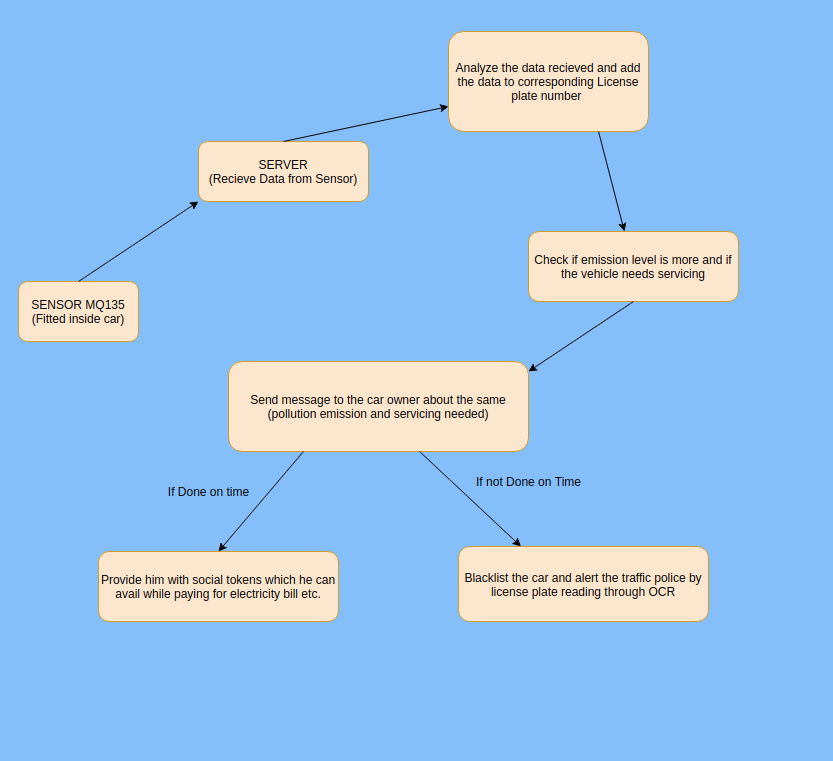 Analyze the data recieved and add
the data to corresponding License
plate number
SERVER
(Recieve Data from Sensor)
SENSOR MQ135
(Fitted inside car)
Check if emission level is more and if
the vehicle needs servicing
Send message to the car owner about the same
(pollution emission and servicing needed)
If Done on time
If not Done on Time
Provide him with social tokens which he can
avail while paying for electricity bill etc.
Blacklist the car and alert the traffic police by
license plate reading through OCR